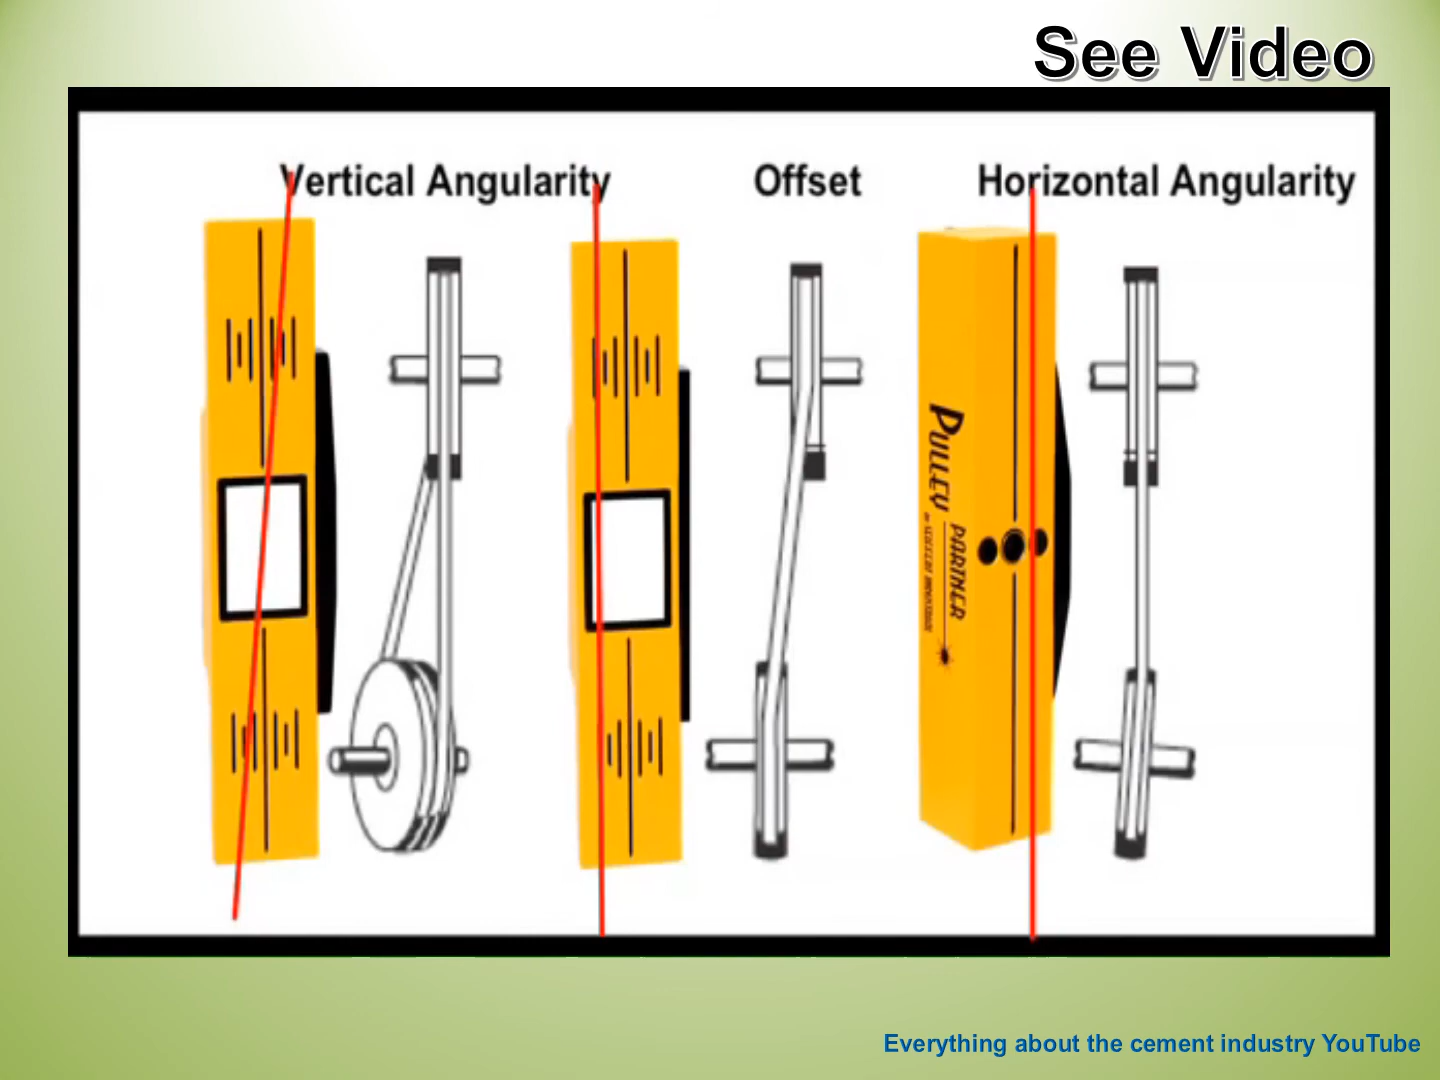 See Video
Vertical Angularity
Offset
Horizontal Angularity
PULLEY
PARTNER
Everything about the cement industry YouTube